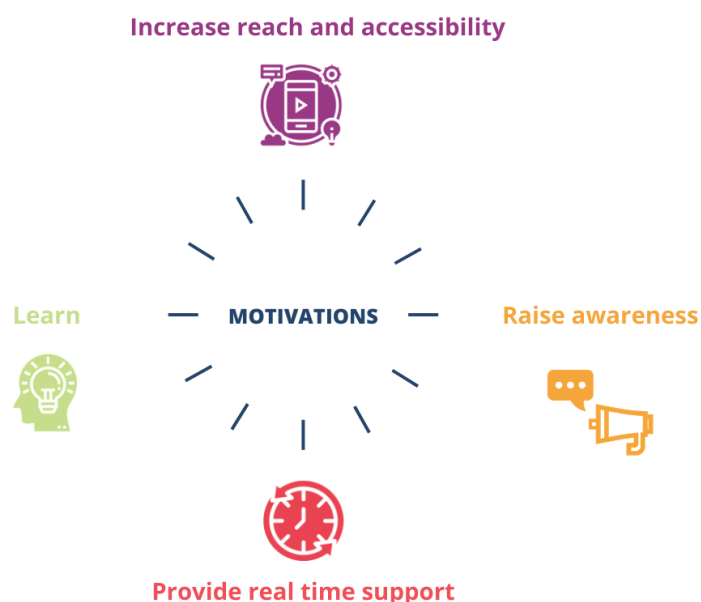 Increase reach and accessibility
Learn
MOTIVATIONS
Raise awareness
Provide real time support